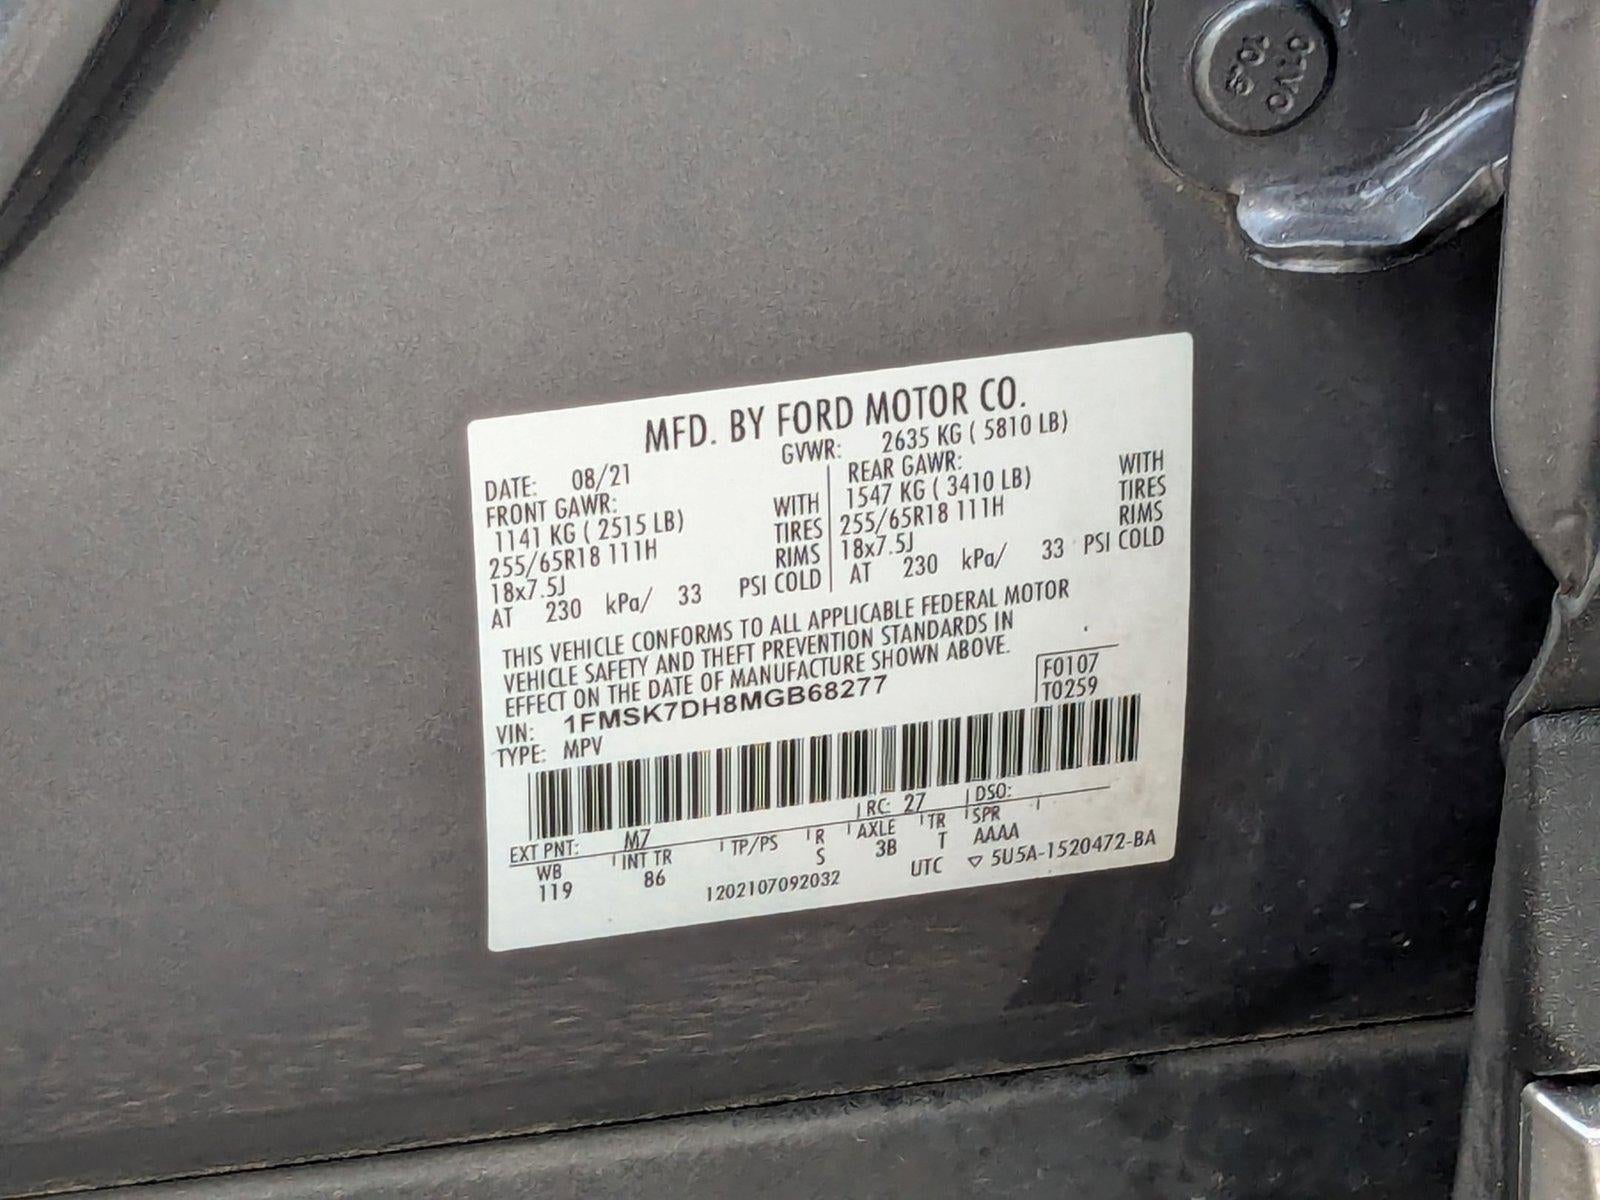 MFD. BY FORD MOTOR CO.
DATE: 08/21 GVWR: 2635 KG ( 5810 LB)
FRONT GAWR: REAR GAWR:
1141 KG ( 2515 LB) WITH 1547 KG ( 3410 LB) WITH
255/65R18 111H TIRES 255/65R18 111H TIRES
18x7.5J RIMS 18x7.5J RIMS
AT 230 kPa/ 33 PSI COLD AT 230 kPa/ 33 PSI COLD
THIS VEHICLE CONFORMS TO ALL APPLICABLE FEDERAL MOTOR
VEHICLE SAFETY AND THEFT PREVENTION STANDARDS IN
EFFECT ON THE DATE OF MANUFACTURE SHOWN ABOVE.
F0107
T0259
VIN: 1FMSK7DH8MGB68277
TYPE: MPV
EXT PNT: M7 RC: 27 DSO:
WB INT TR TP/PS R AXLE TR SPR
119 86 S 3B T AAAA
1202107092032 UTC ▽ 5U5A-1520472-BA